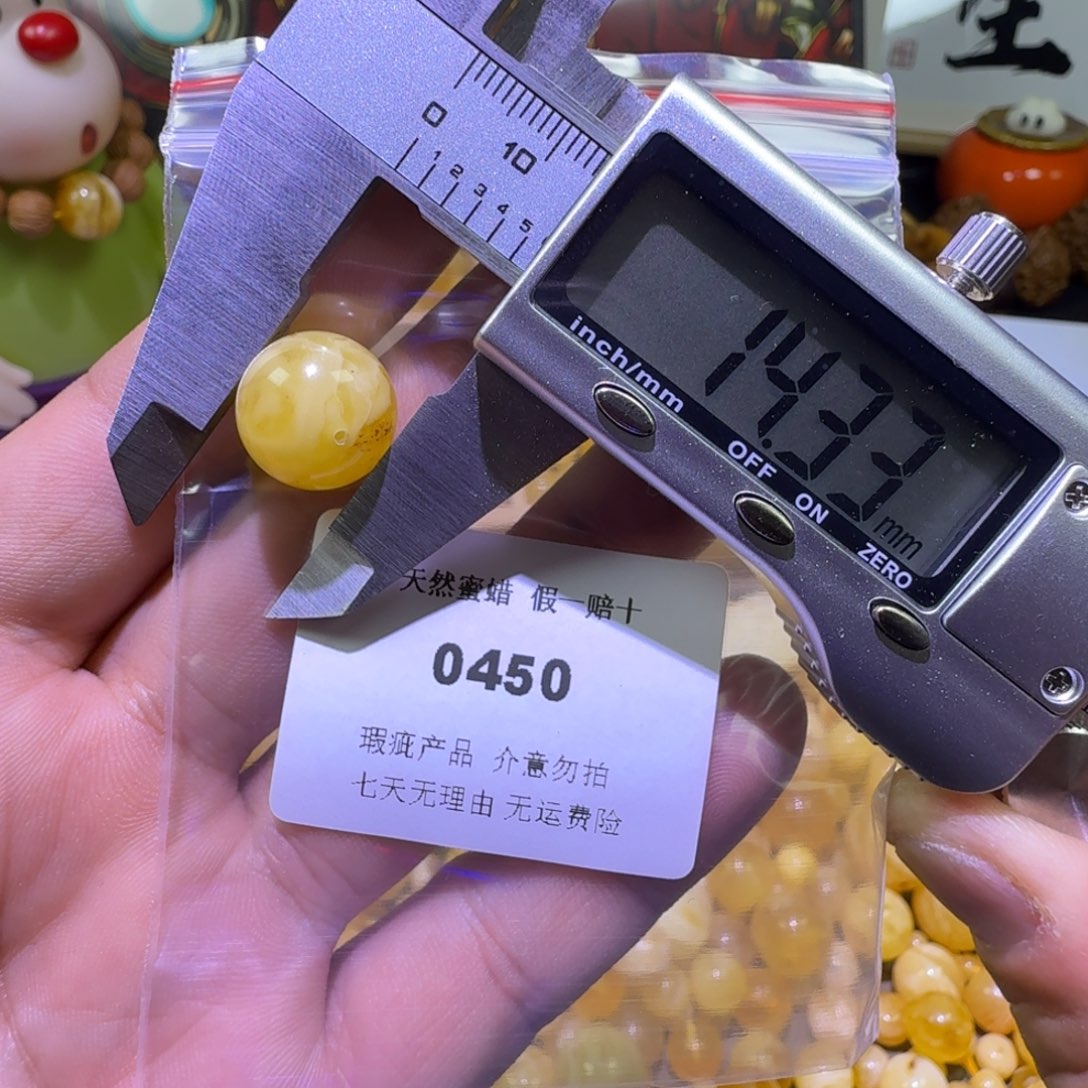 0 10
1 2 3 4 5
inch/mm
14.33 mm
OFF ON
ZERO
天然蜜蜡 假一赔十
0450
瑕疵产品 介意勿拍
七天无理由 无运费险